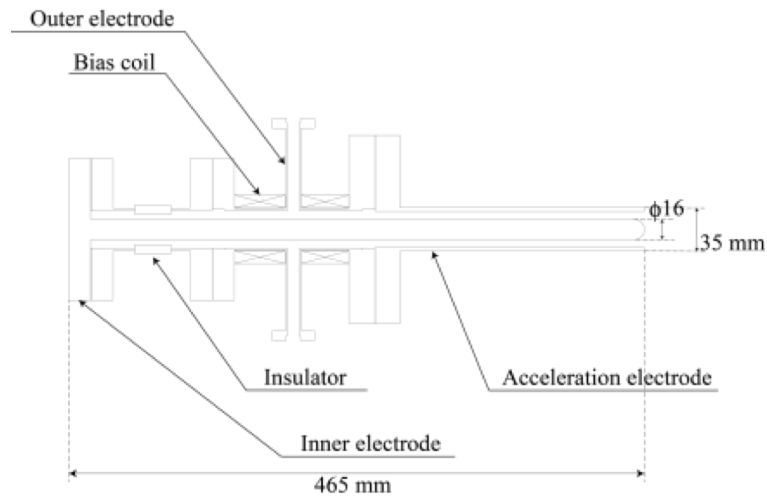 Outer electrode
Bias coil
ϕ16
35 mm
Insulator
Acceleration electrode
Inner electrode
465 mm